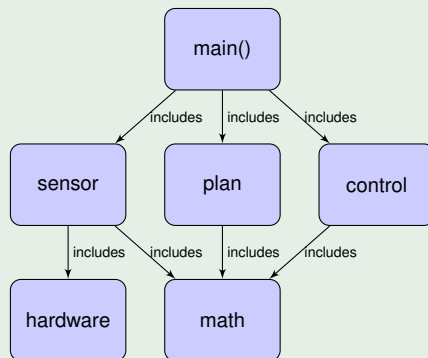 main()
includes includes includes
sensor plan control
includes includes includes includes
hardware math